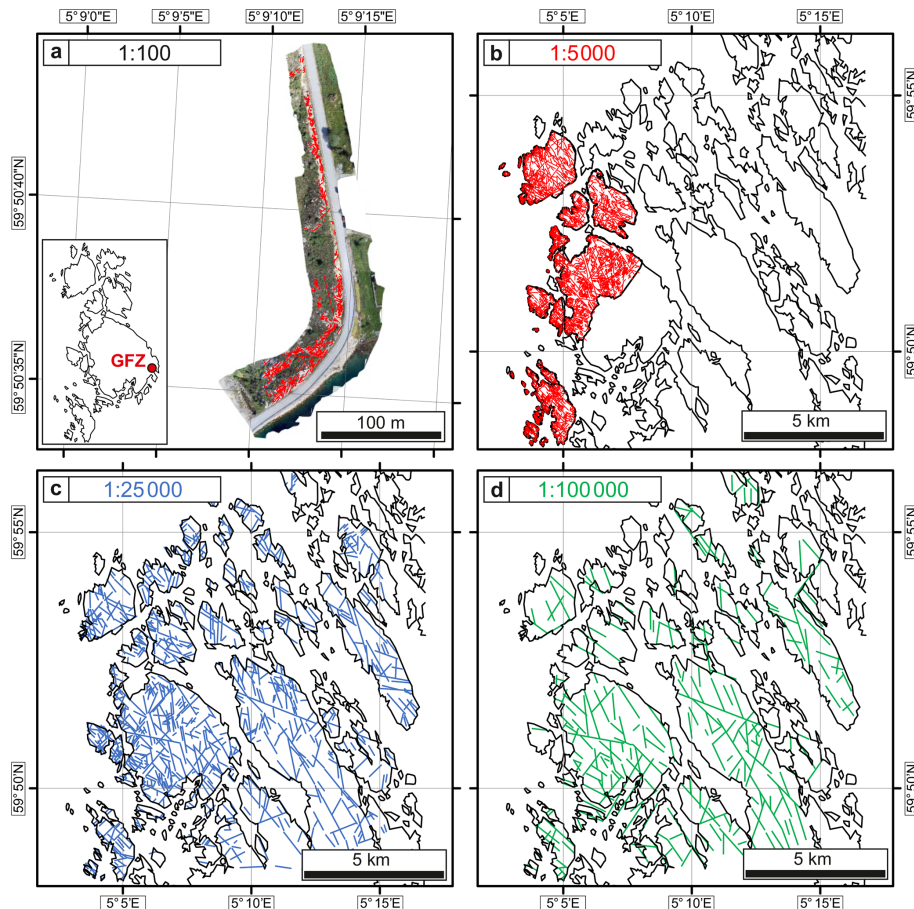 5° 9'0"E
5° 9'5"E
5° 9'10"E
5° 9'15"E
5° 5'E
5° 10'E
5° 15'E
a
1:100
b
1:5000
59° 50'40"N
59° 50'35"N
59° 55'N
59° 50'N
GFZ
100 m
5 km
c
1:25000
d
1:100000
59° 55'N
59° 50'N
59° 55'N
59° 50'N
5 km
5 km
5° 5'E
5° 10'E
5° 15'E
5° 5'E
5° 10'E
5° 15'E